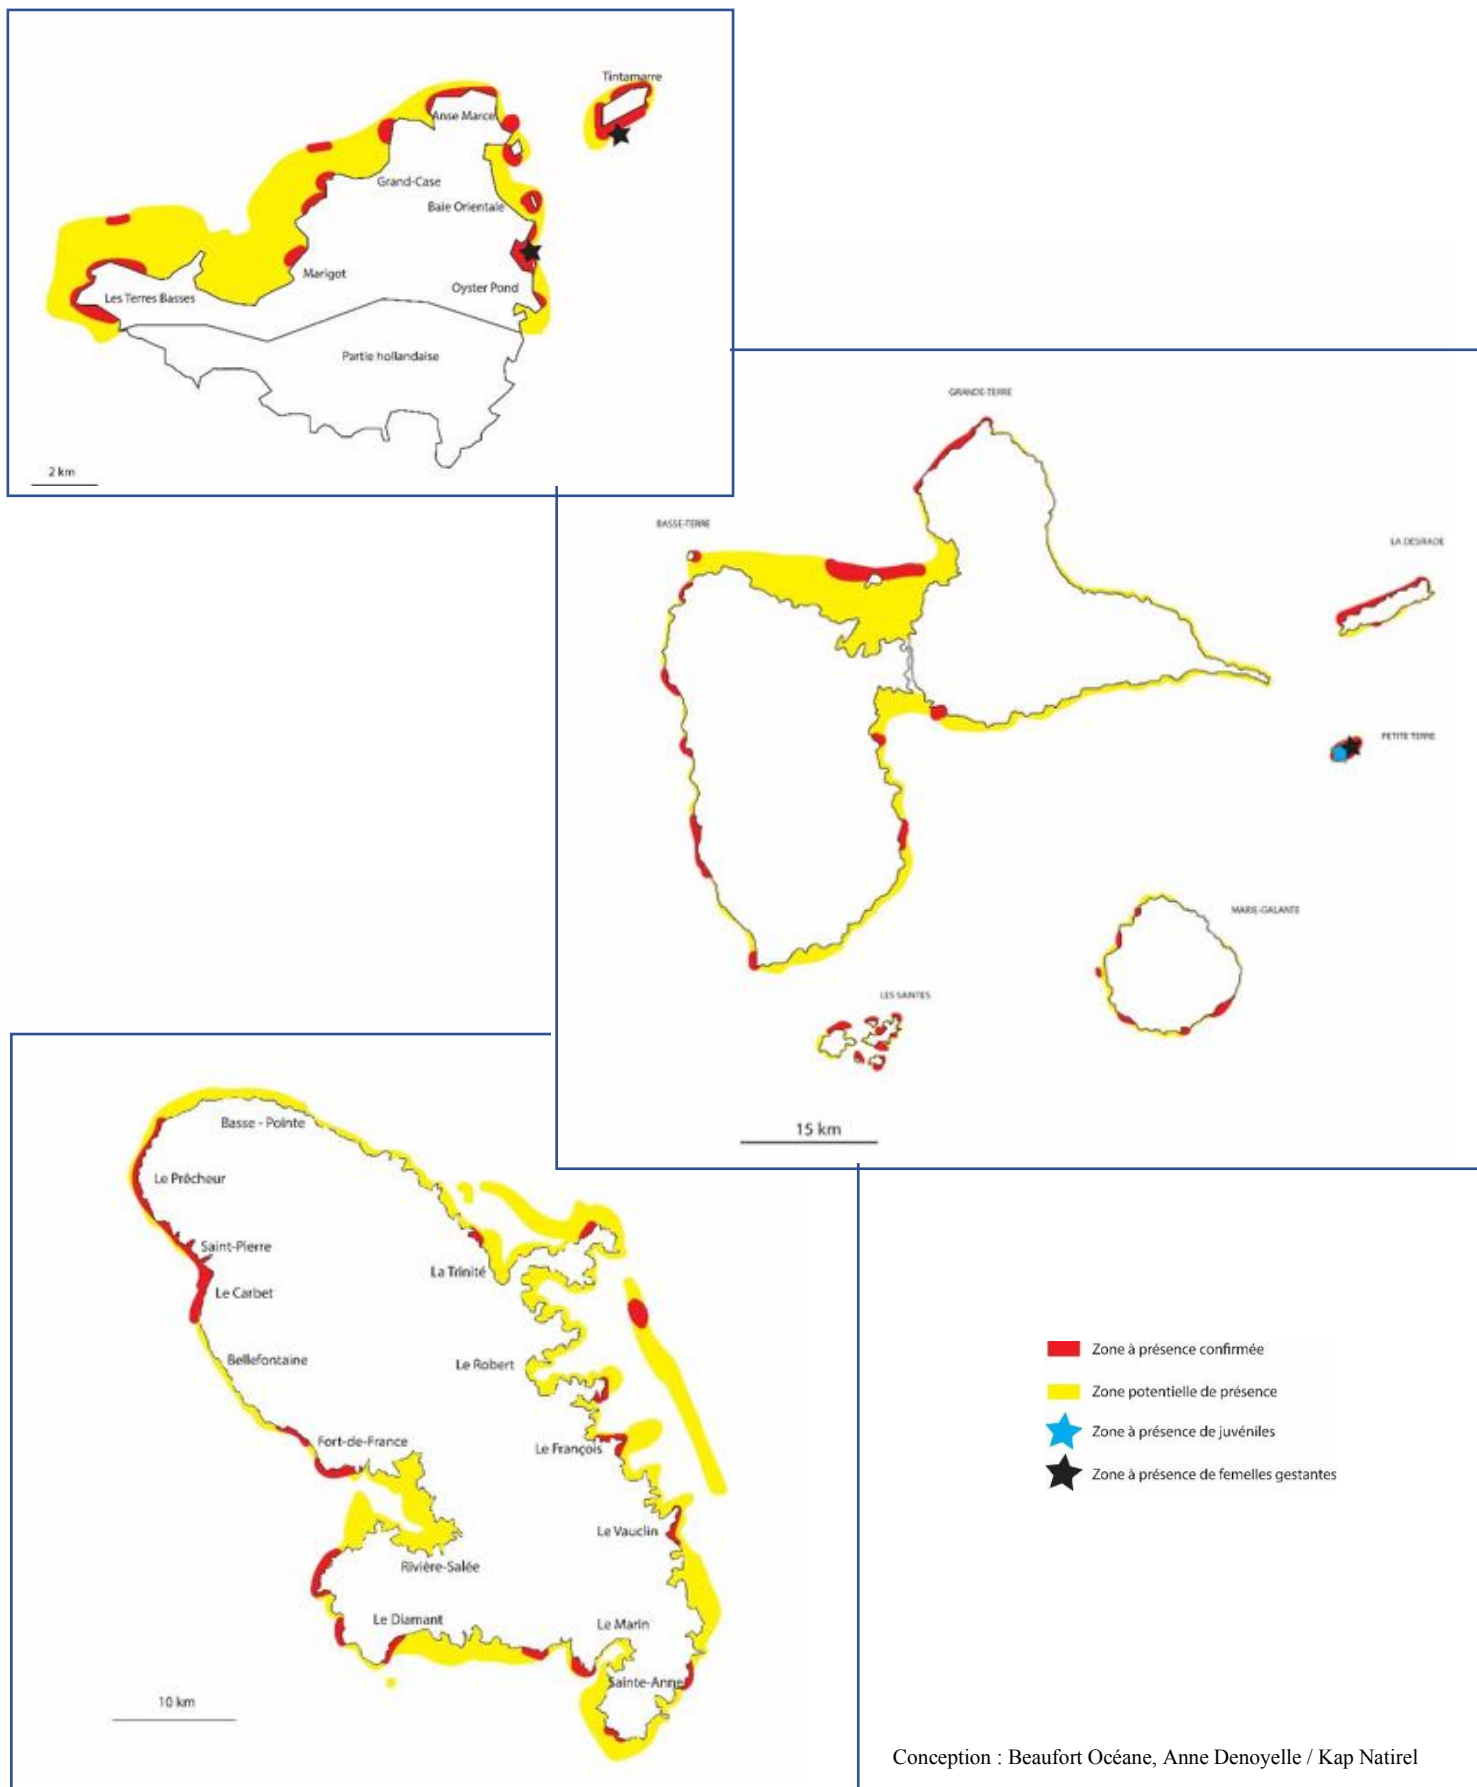 Tintamarre
Anse Marcel
Grand-Case
Baie Orientale
Marigot
Oyster Pond
Les Terres Basses
Partie hollandaise
2 km
GRANDE-TERRE
BASSE-TERRE
LA DESIRADE
PETITE TERRE
MARIE-GALANTE
LES SAINTES
15 km
Basse - Pointe
Le Prêcheur
Saint-Pierre
La Trinité
Le Carbet
Bellefontaine
Le Robert
Fort-de-France
Le François
Le Vauclin
Rivière-Salée
Le Diamant
Le Marin
Sainte-Anne
10 km
Zone à présence confirmée
Zone potentielle de présence
Zone à présence de juvéniles
Zone à présence de femelles gestantes
Conception : Beaufort Océane, Anne Denoyelle / Kap Natirel